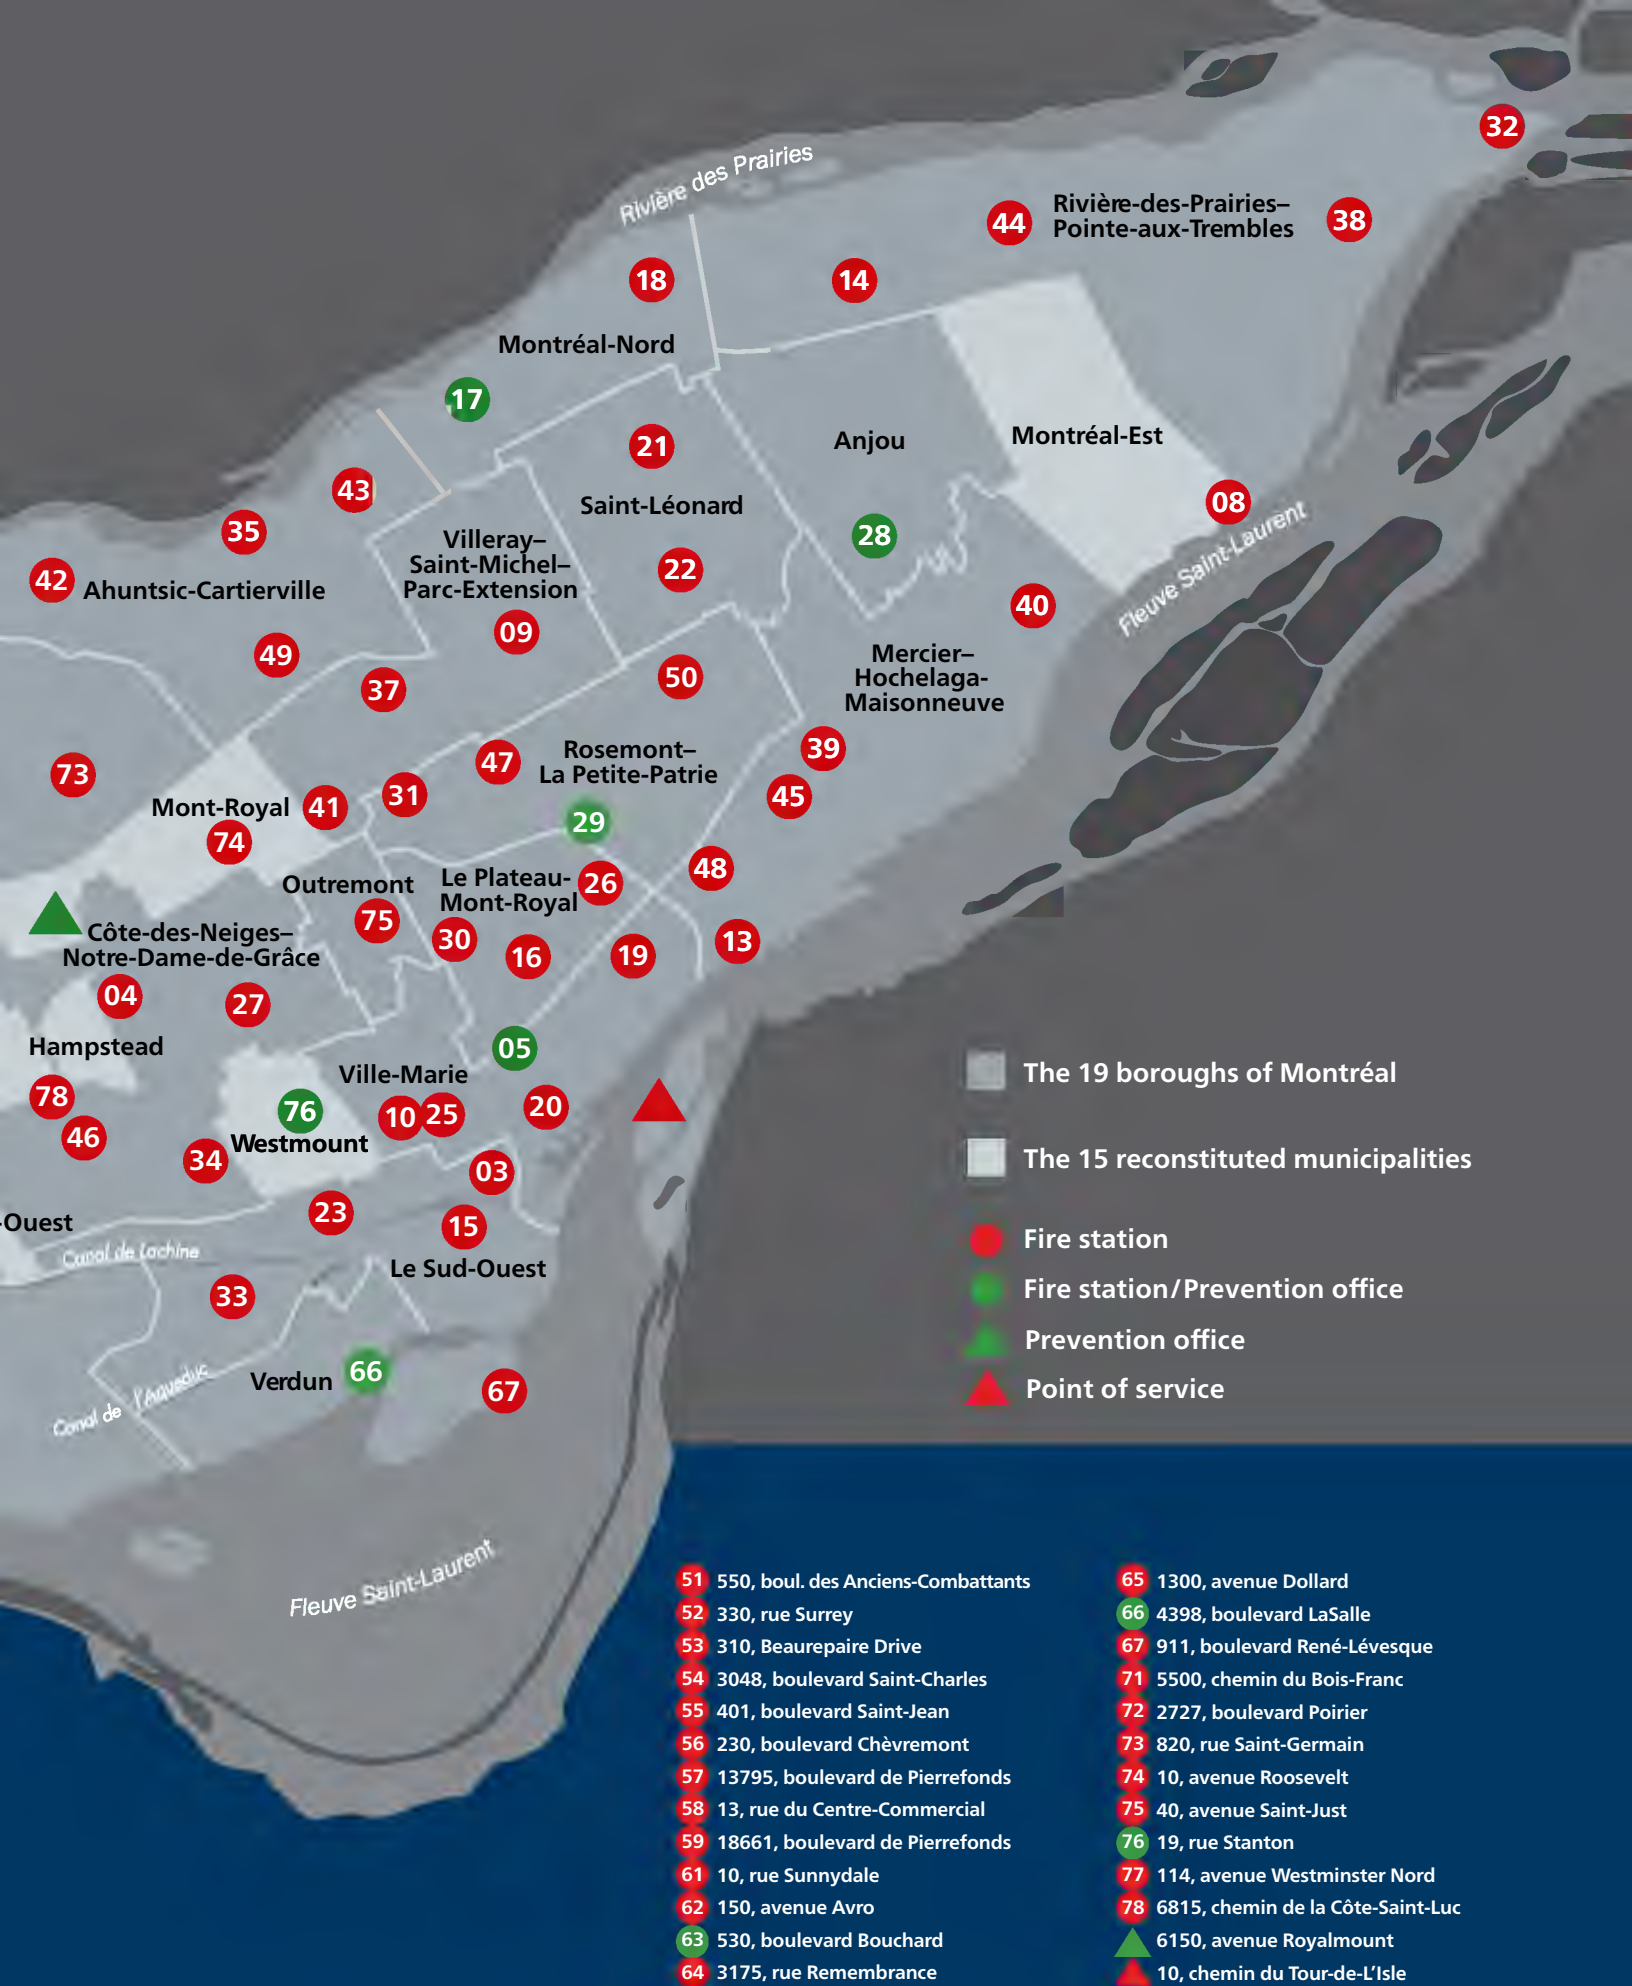 32
Rivière des Prairies
44
Rivière-des-Prairies–
Pointe-aux-Trembles
38
18
14
Montréal-Nord
17
21
Anjou
Montréal-Est
43
Saint-Léonard
08
35
Villeray–
Saint-Michel–
Parc-Extension
28
Fleuve Saint-Laurent
42
Ahuntsic-Cartierville
22
40
09
49
Mercier–
Hochelaga-
Maisonneuve
37
50
73
47
Rosemont–
La Petite-Patrie
39
Mont-Royal
41
31
45
74
29
Outremont
Le Plateau-
Mont-Royal
26
48
75
Côte-des-Neiges–
Notre-Dame-de-Grâce
30
16
19
13
04
27
Hampstead
05
Ville-Marie
78
76
10
25
20
46
Westmount
34
03
23
-Ouest
15
Canal de Lachine
Le Sud-Ouest
33
Verdun
66
67
Canal de l'Aqueduc
Fleuve Saint-Laurent
The 19 boroughs of Montréal
The 15 reconstituted municipalities
Fire station
Fire station/Prevention office
Prevention office
Point of service
51 550, boul. des Anciens-Combattants
52 330, rue Surrey
53 310, Beaurepaire Drive
54 3048, boulevard Saint-Charles
55 401, boulevard Saint-Jean
56 230, boulevard Chèvremont
57 13795, boulevard de Pierrefonds
58 13, rue du Centre-Commercial
59 18661, boulevard de Pierrefonds
61 10, rue Sunnydale
62 150, avenue Avro
63 530, boulevard Bouchard
64 3175, rue Remembrance
65 1300, avenue Dollard
66 4398, boulevard LaSalle
67 911, boulevard René-Lévesque
71 5500, chemin du Bois-Franc
72 2727, boulevard Poirier
73 820, rue Saint-Germain
74 10, avenue Roosevelt
75 40, avenue Saint-Just
76 19, rue Stanton
77 114, avenue Westminster Nord
78 6815, chemin de la Côte-Saint-Luc
6150, avenue Royalmount
10, chemin du Tour-de-L'Isle